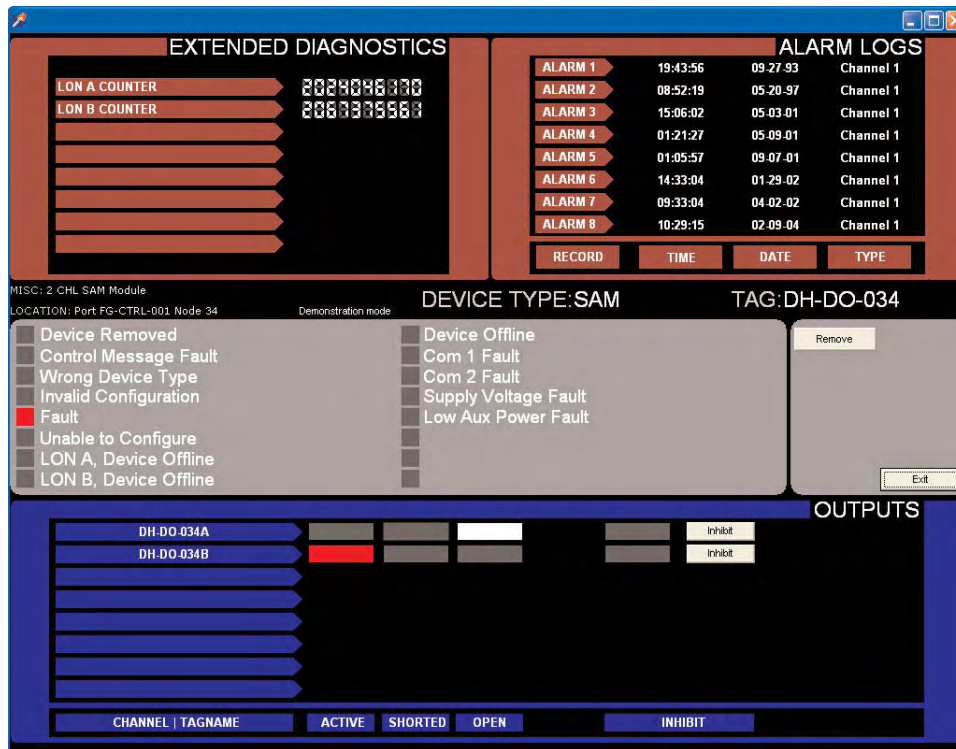 EXTENDED DIAGNOSTICS
LON A COUNTER
LON B COUNTER
ALARM LOGS
ALARM 1 19:43:56 09-27-93 Channel 1
ALARM 2 08:52:19 05-20-97 Channel 1
ALARM 3 15:06:02 05-03-01 Channel 1
ALARM 4 01:21:27 05-09-01 Channel 1
ALARM 5 01:05:57 09-07-01 Channel 1
ALARM 6 14:33:04 01-29-02 Channel 1
ALARM 7 09:33:04 04-02-02 Channel 1
ALARM 8 10:29:15 02-09-04 Channel 1
RECORD TIME DATE TYPE
MISC: 2 CHL SAM Module
LOCATION: Port FG-CTRL-001 Node 34
Demonstration mode
DEVICE TYPE:SAM
TAG:DH-DO-034
Device Removed
Control Message Fault
Wrong Device Type
Invalid Configuration
Fault
Unable to Configure
LON A, Device Offline
LON B, Device Offline
Device Offline
Com 1 Fault
Com 2 Fault
Supply Voltage Fault
Low Aux Power Fault
Remove
Exit
OUTPUTS
DH-DO-034A Inhibit
DH-DO-034B Inhibit
CHANNEL | TAGNAME ACTIVE SHORTED OPEN INHIBIT